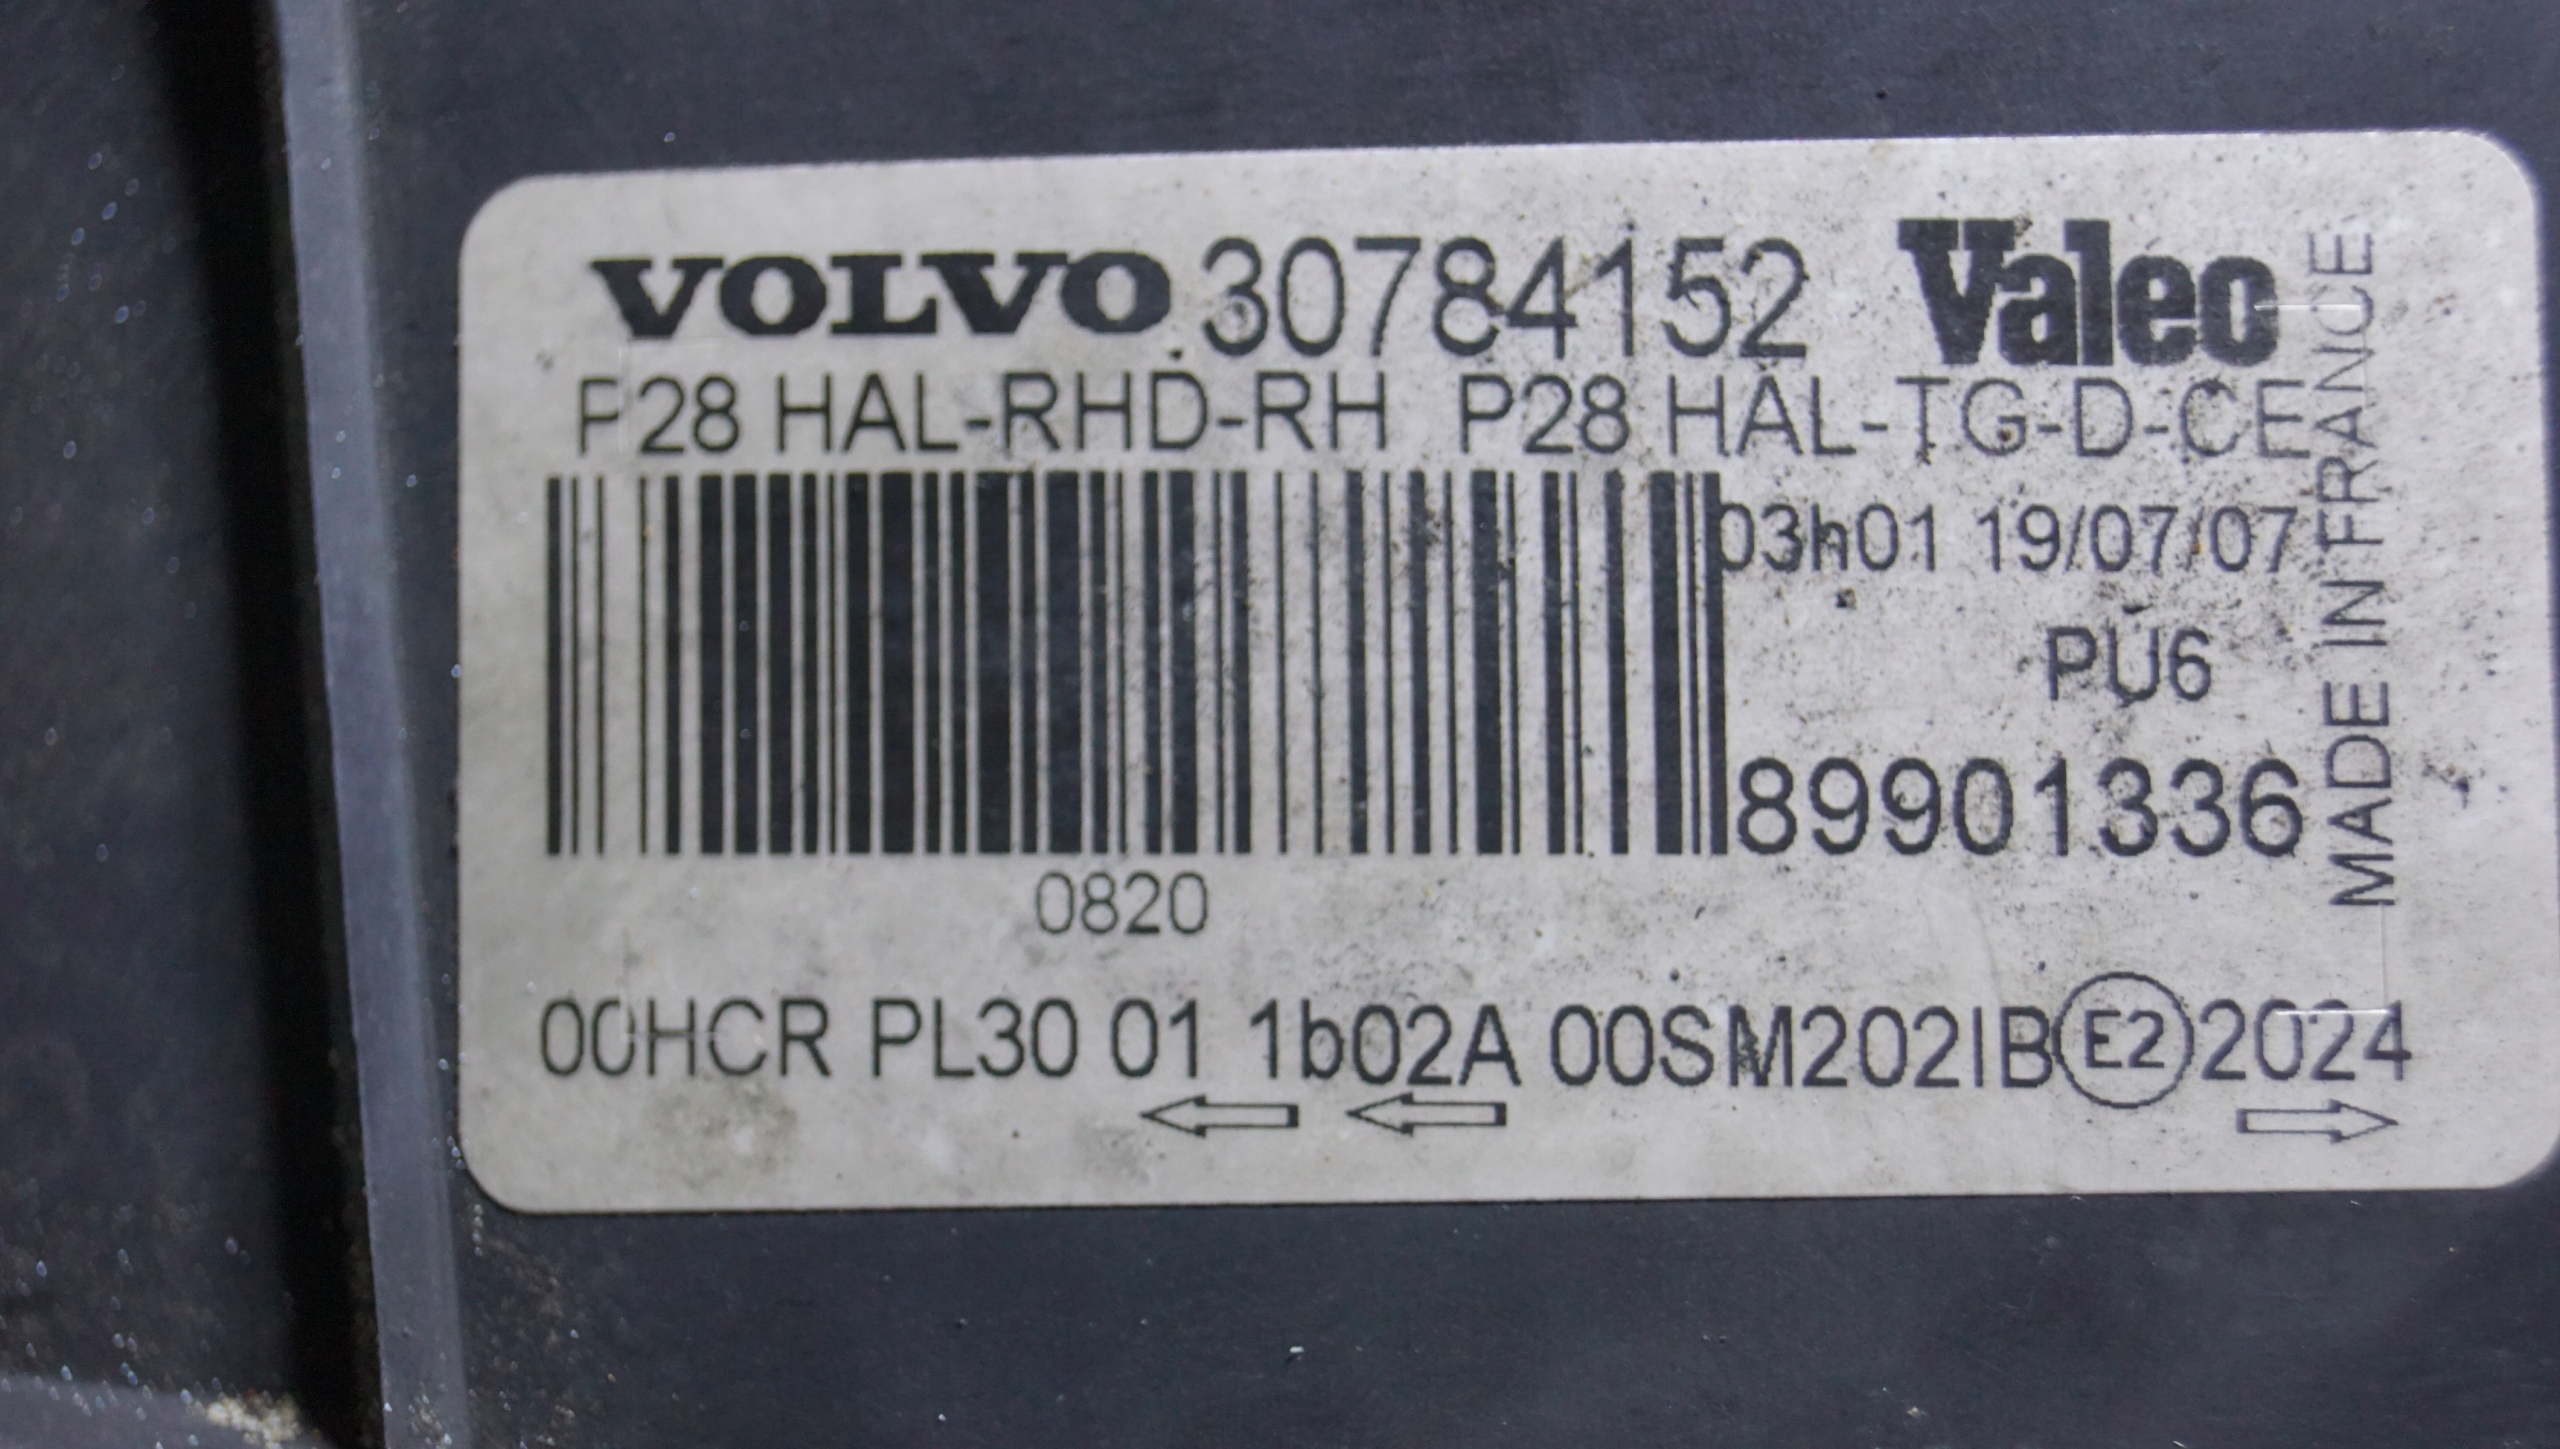 VOLVO 30784152 Valeo
P28 HAL-RHD-RH P28 HAL-TG-D-CE
03h01 19/07/07
PU6
89901336
MADE IN FRANCE
0820
00HCR PL30 01 1b02A 00SM202IB E2 2024